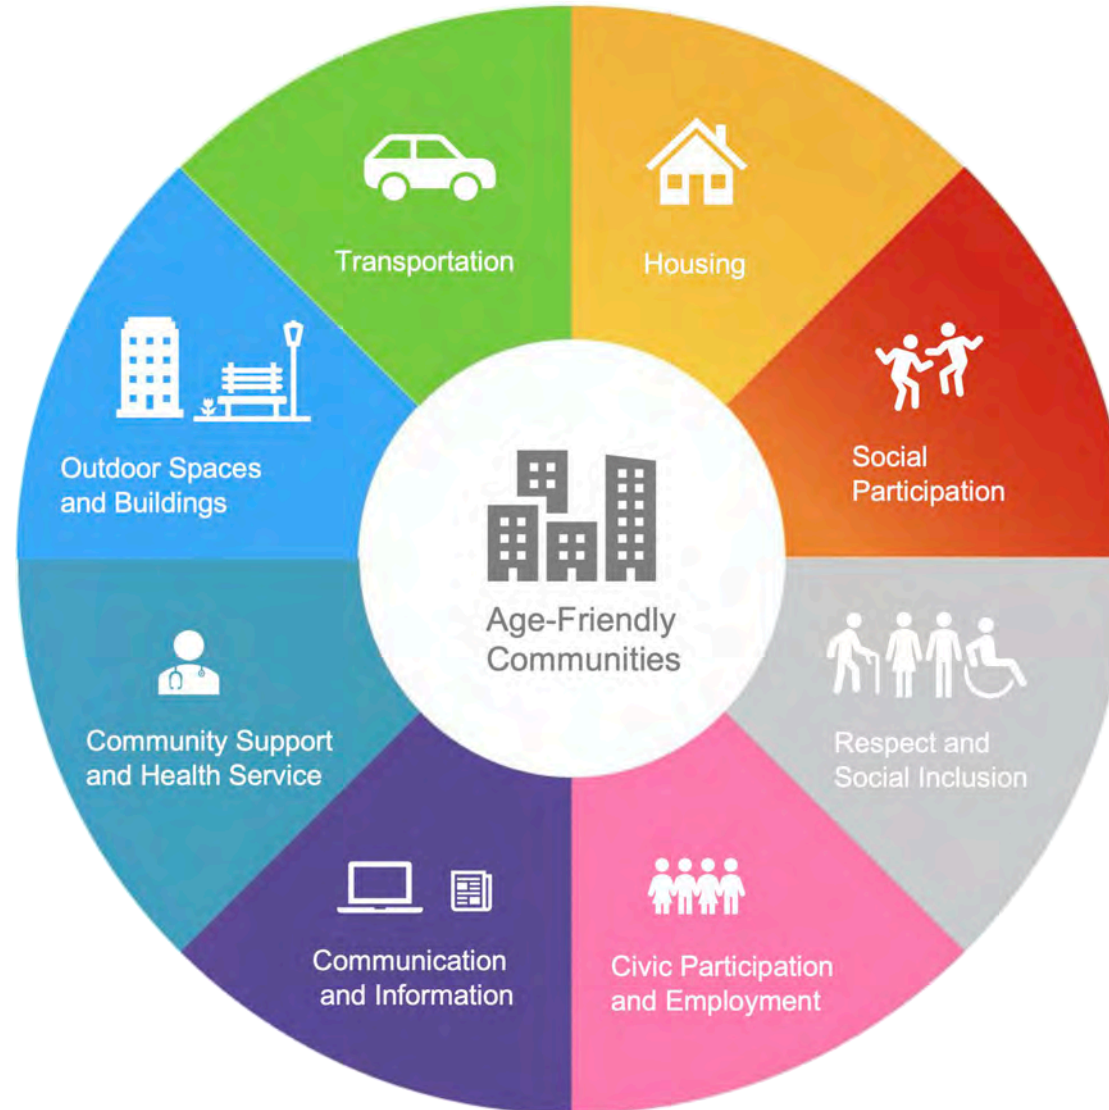 Transportation
Housing
Social
Participation
Respect and
Social Inclusion
Civic Participation
and Employment
Communication
and Information
Community Support
and Health Service
Outdoor Spaces
and Buildings
Age-Friendly
Communities